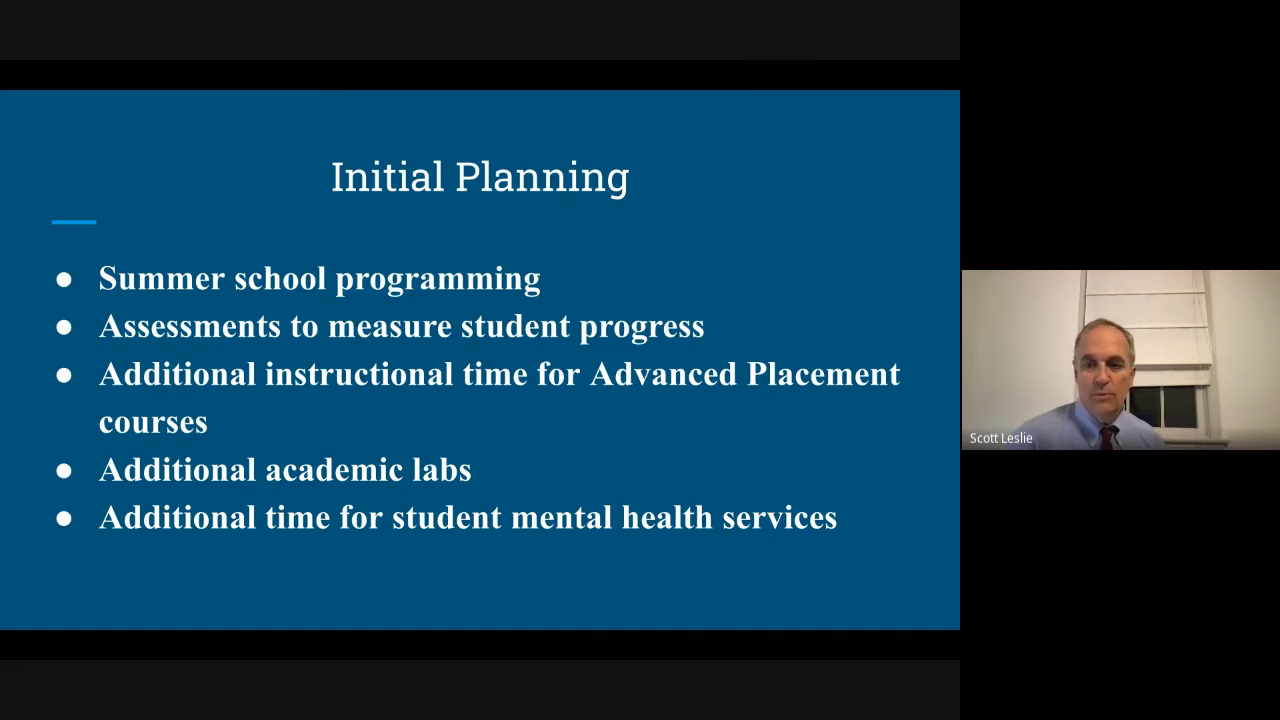 Initial Planning
● Summer school programming
● Assessments to measure student progress
● Additional instructional time for Advanced Placement
courses
● Additional academic labs
● Additional time for student mental health services
Scott Leslie